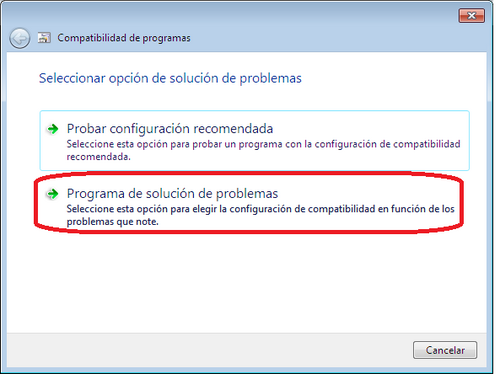 Compatibilidad de programas
Seleccionar opción de solución de problemas
Probar configuración recomendada
Seleccione esta opción para probar un programa con la configuración de compatibilidad
recomendada.
Programa de solución de problemas
Seleccione esta opción para elegir la configuración de compatibilidad en función de los
problemas que note.
Cancelar